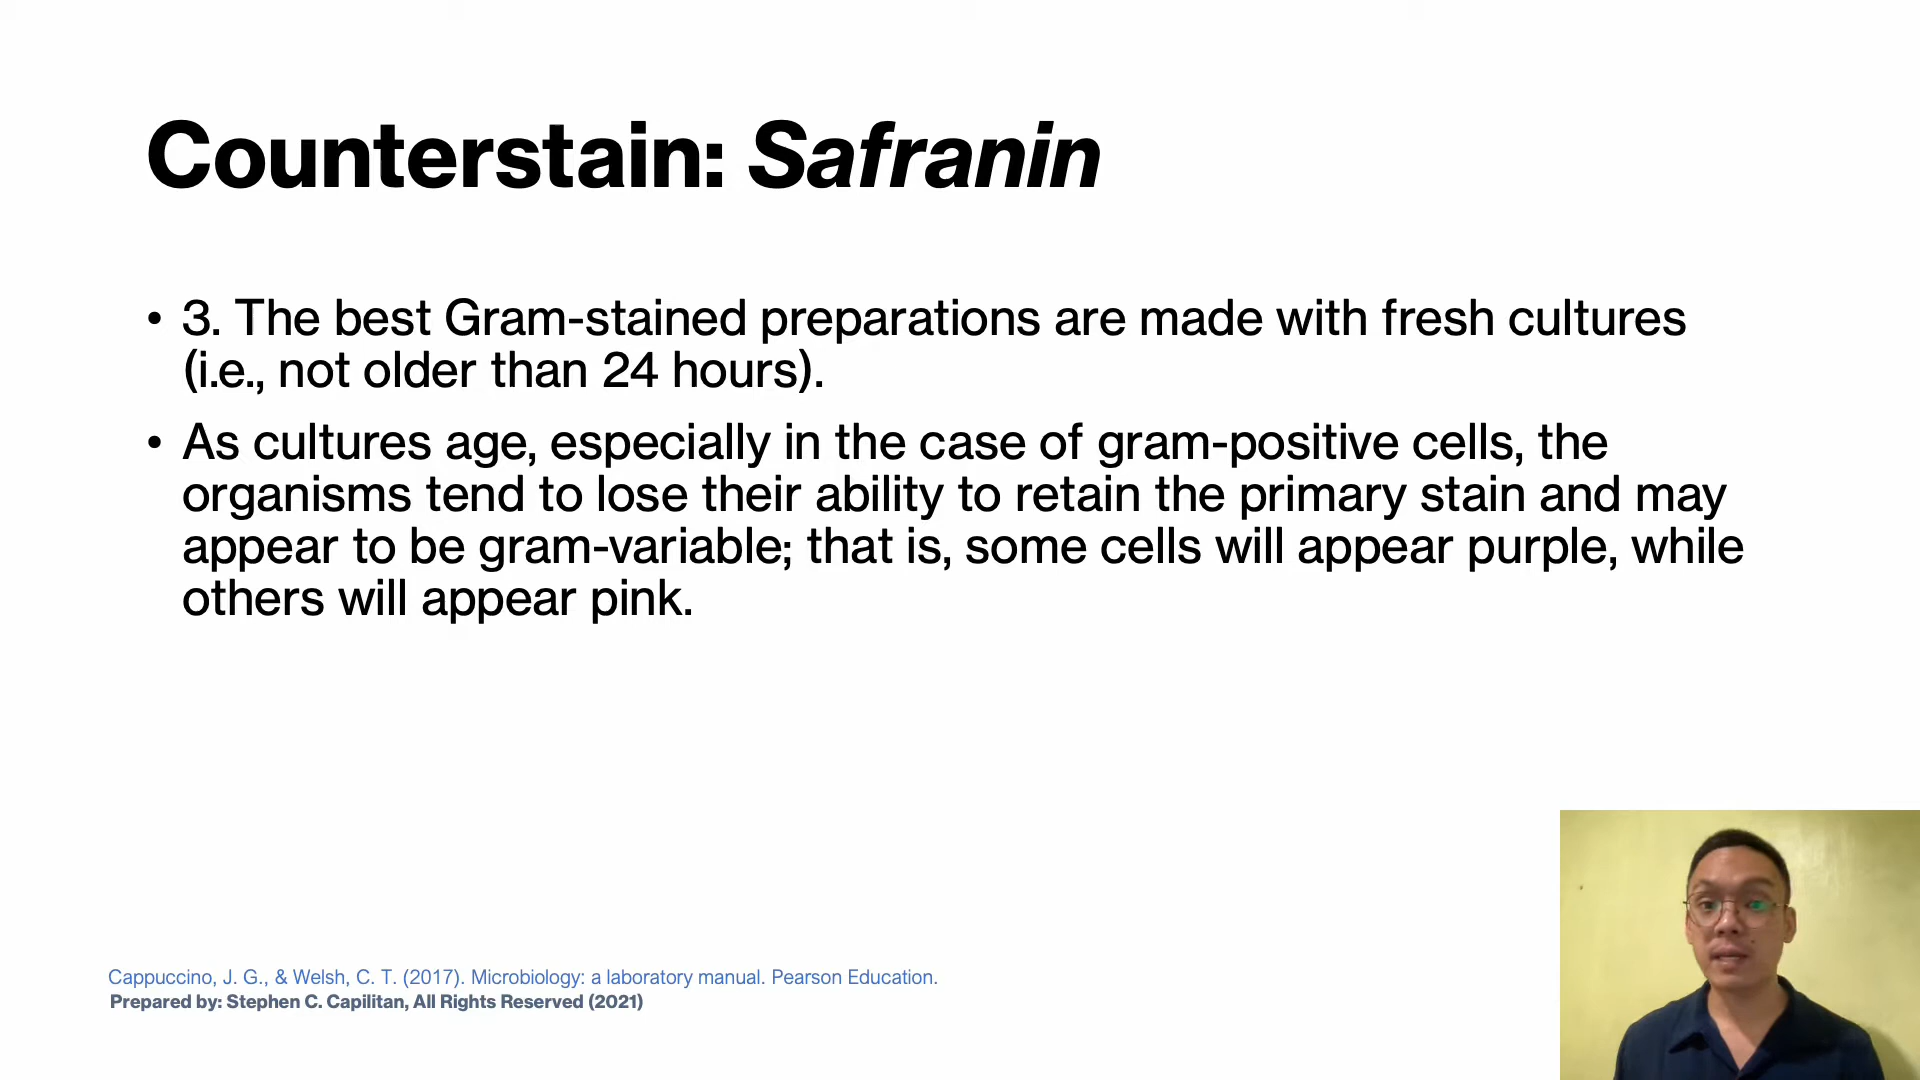 Counterstain: Safranin
• 3. The best Gram-stained preparations are made with fresh cultures
(i.e., not older than 24 hours).
• As cultures age, especially in the case of gram-positive cells, the
organisms tend to lose their ability to retain the primary stain and may
appear to be gram-variable; that is, some cells will appear purple, while
others will appear pink.
Cappuccino, J. G., & Welsh, C. T. (2017). Microbiology: a laboratory manual. Pearson Education.
Prepared by: Stephen C. Capilitan, All Rights Reserved (2021)